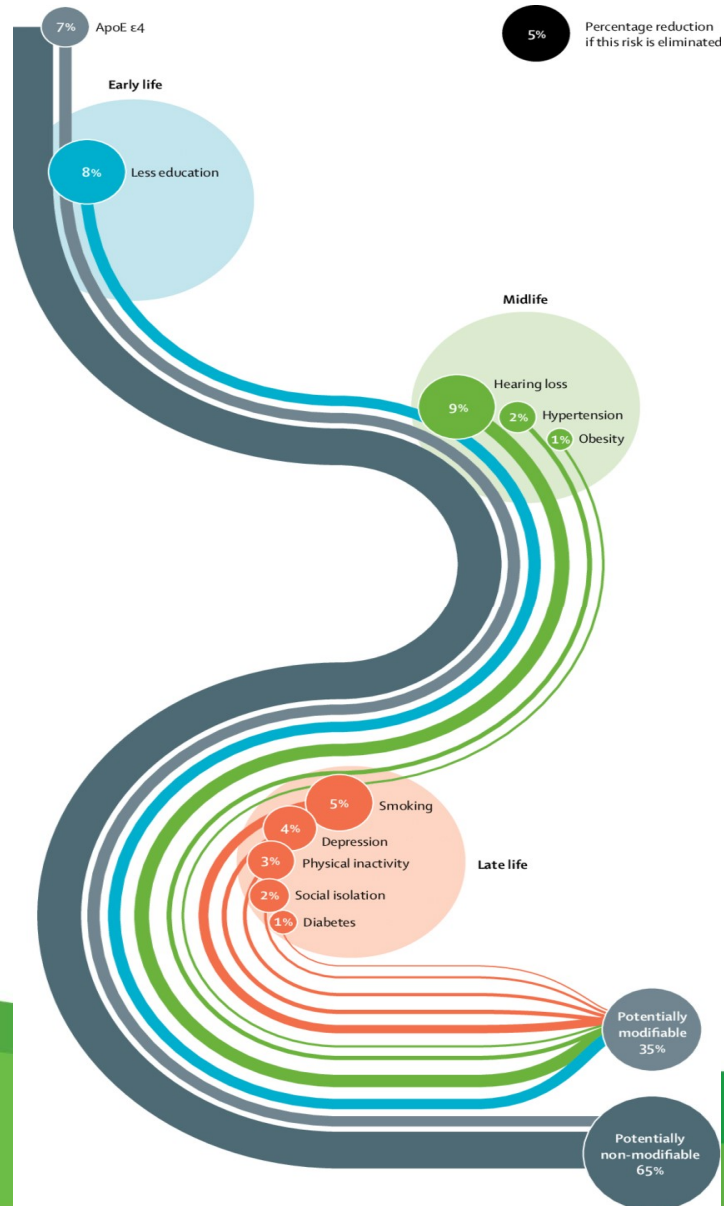 7% ApoE ε4
5% Percentage reduction
if this risk is eliminated
Early life
8% Less education
Midlife
Hearing loss
9%
2% Hypertension
1% Obesity
5% Smoking
4%
Depression
3% Physical inactivity
Late life
2% Social isolation
1% Diabetes
Potentially
modifiable
35%
Potentially
non-modifiable
65%